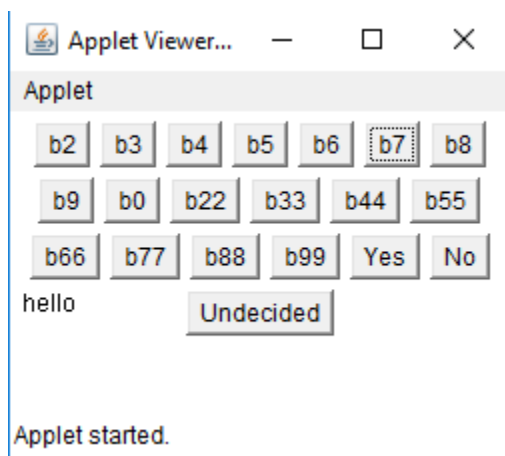 Applet Viewer...
Applet
b2 b3 b4 b5 b6 b7 b8
b9 b0 b22 b33 b44 b55
b66 b77 b88 b99 Yes No
hello Undecided
Applet started.